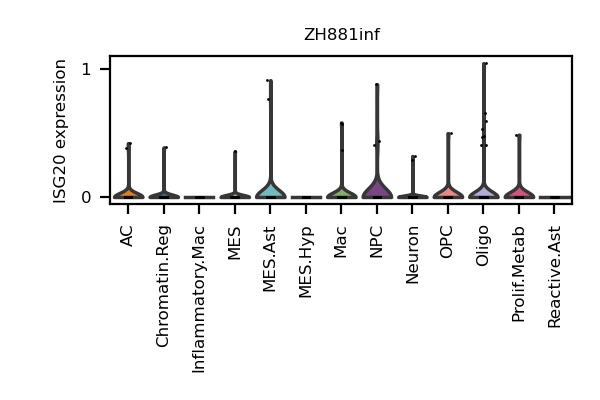 ZH881inf
ISG20 expression
1
0
AC
Chromatin.Reg
Inflammatory.Mac
MES
MES.Ast
MES.Hyp
Mac
NPC
Neuron
OPC
Oligo
Prolif.Metab
Reactive.Ast